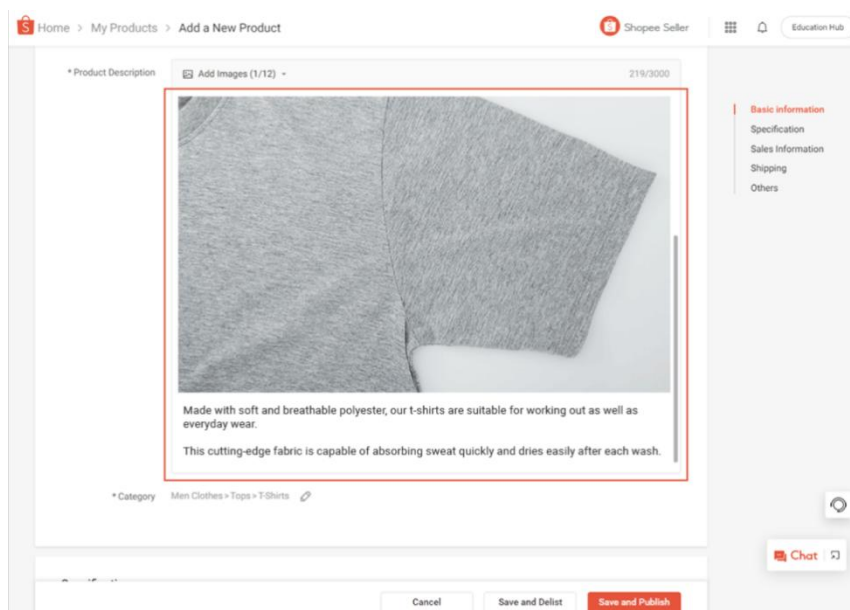 Home > My Products > Add a New Product
Shopee Seller
Education Hub
* Product Description
Add Images (1/12)
219/3000
Made with soft and breathable polyester, our t-shirts are suitable for working out as well as
everyday wear.
This cutting-edge fabric is capable of absorbing sweat quickly and dries easily after each wash.
* Category
Men Clothes > Tops > T-Shirts
Basic information
Specification
Sales Information
Shipping
Others
Chat
Cancel
Save and Delist
Save and Publish